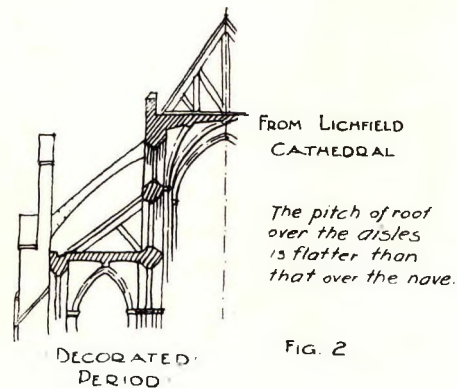 FROM LICHFIELD
CATHEDRAL
The pitch of roof
over the aisles
is flatter than
that over the nave.
FIG. 2
DECORATED
PERIOD